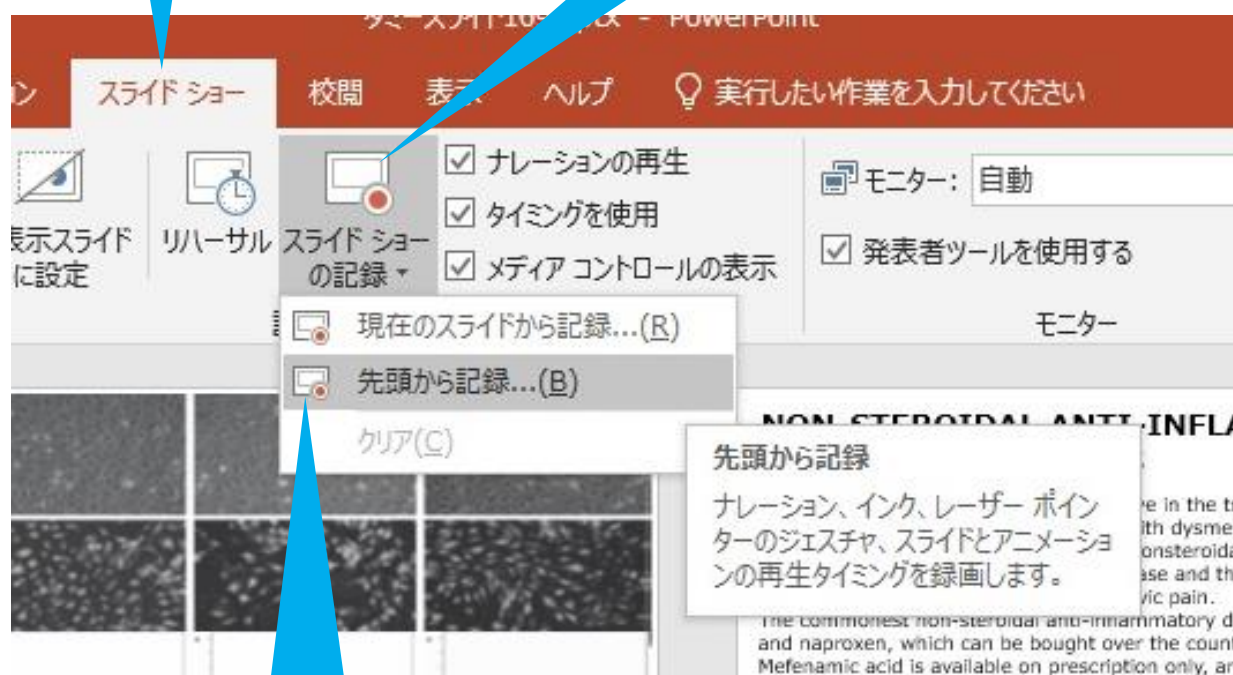 - PowerPoint
スライド ショー 校閲 表示 ヘルプ 実行したい作業を入力してください
表示スライド
に設定
リハーサル
スライド ショー
の記録
ナレーションの再生
タイミングを使用
メディア コントロールの表示
モニター: 自動
発表者ツールを使用する
モニター
現在のスライドから記録...(R)
先頭から記録...(B)
クリア(C)
先頭から記録
ナレーション、インク、レーザー ポイン
ターのジェスチャ、スライドとアニメーショ
ンの再生タイミングを録画します。
NON-STEROIDAL ANTI-INFLA
e in the t
ith dysme
onsteroida
ase and th
vic pain.
The commonest non-steroidal anti-inflammatory d
and naproxen, which can be bought over the coun
Mefenamic acid is available on prescription only, an